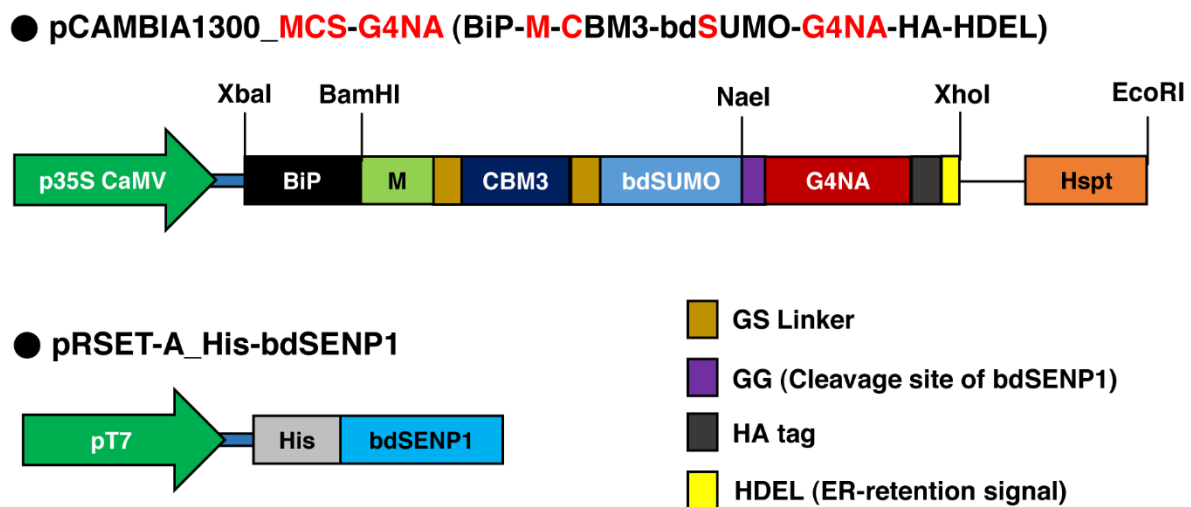 ● pCAMBIA1300_MCS-G4NA (BiP-M-CBM3-bdSUMO-G4NA-HA-HDEL)
XbaI BamHI NaeI XhoI EcoRI
p35S CaMV BiP M CBM3 bdSUMO G4NA Hspt
● pRSET-A_His-bdSENP1
pT7 His bdSENP1
GS Linker
GG (Cleavage site of bdSENP1)
HA tag
HDEL (ER-retention signal)